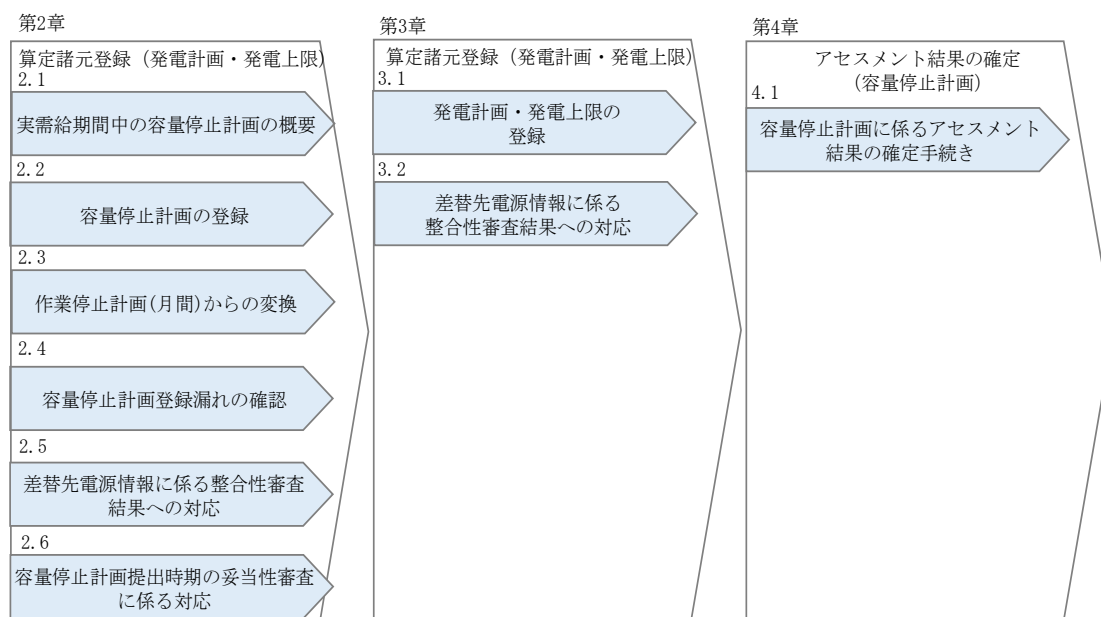 第2章
算定諸元登録（発電計画・発電上限）
2.1
実需給期間中の容量停止計画の概要
2.2
容量停止計画の登録
2.3
作業停止計画(月間)からの変換
2.4
容量停止計画登録漏れの確認
2.5
差替先電源情報に係る整合性審査
結果への対応
2.6
容量停止計画提出時期の妥当性審査
に係る対応
第3章
算定諸元登録（発電計画・発電上限）
3.1
発電計画・発電上限の
登録
3.2
差替先電源情報に係る
整合性審査結果への対応
第4章
アセスメント結果の確定
（容量停止計画）
4.1
容量停止計画に係るアセスメント
結果の確定手続き